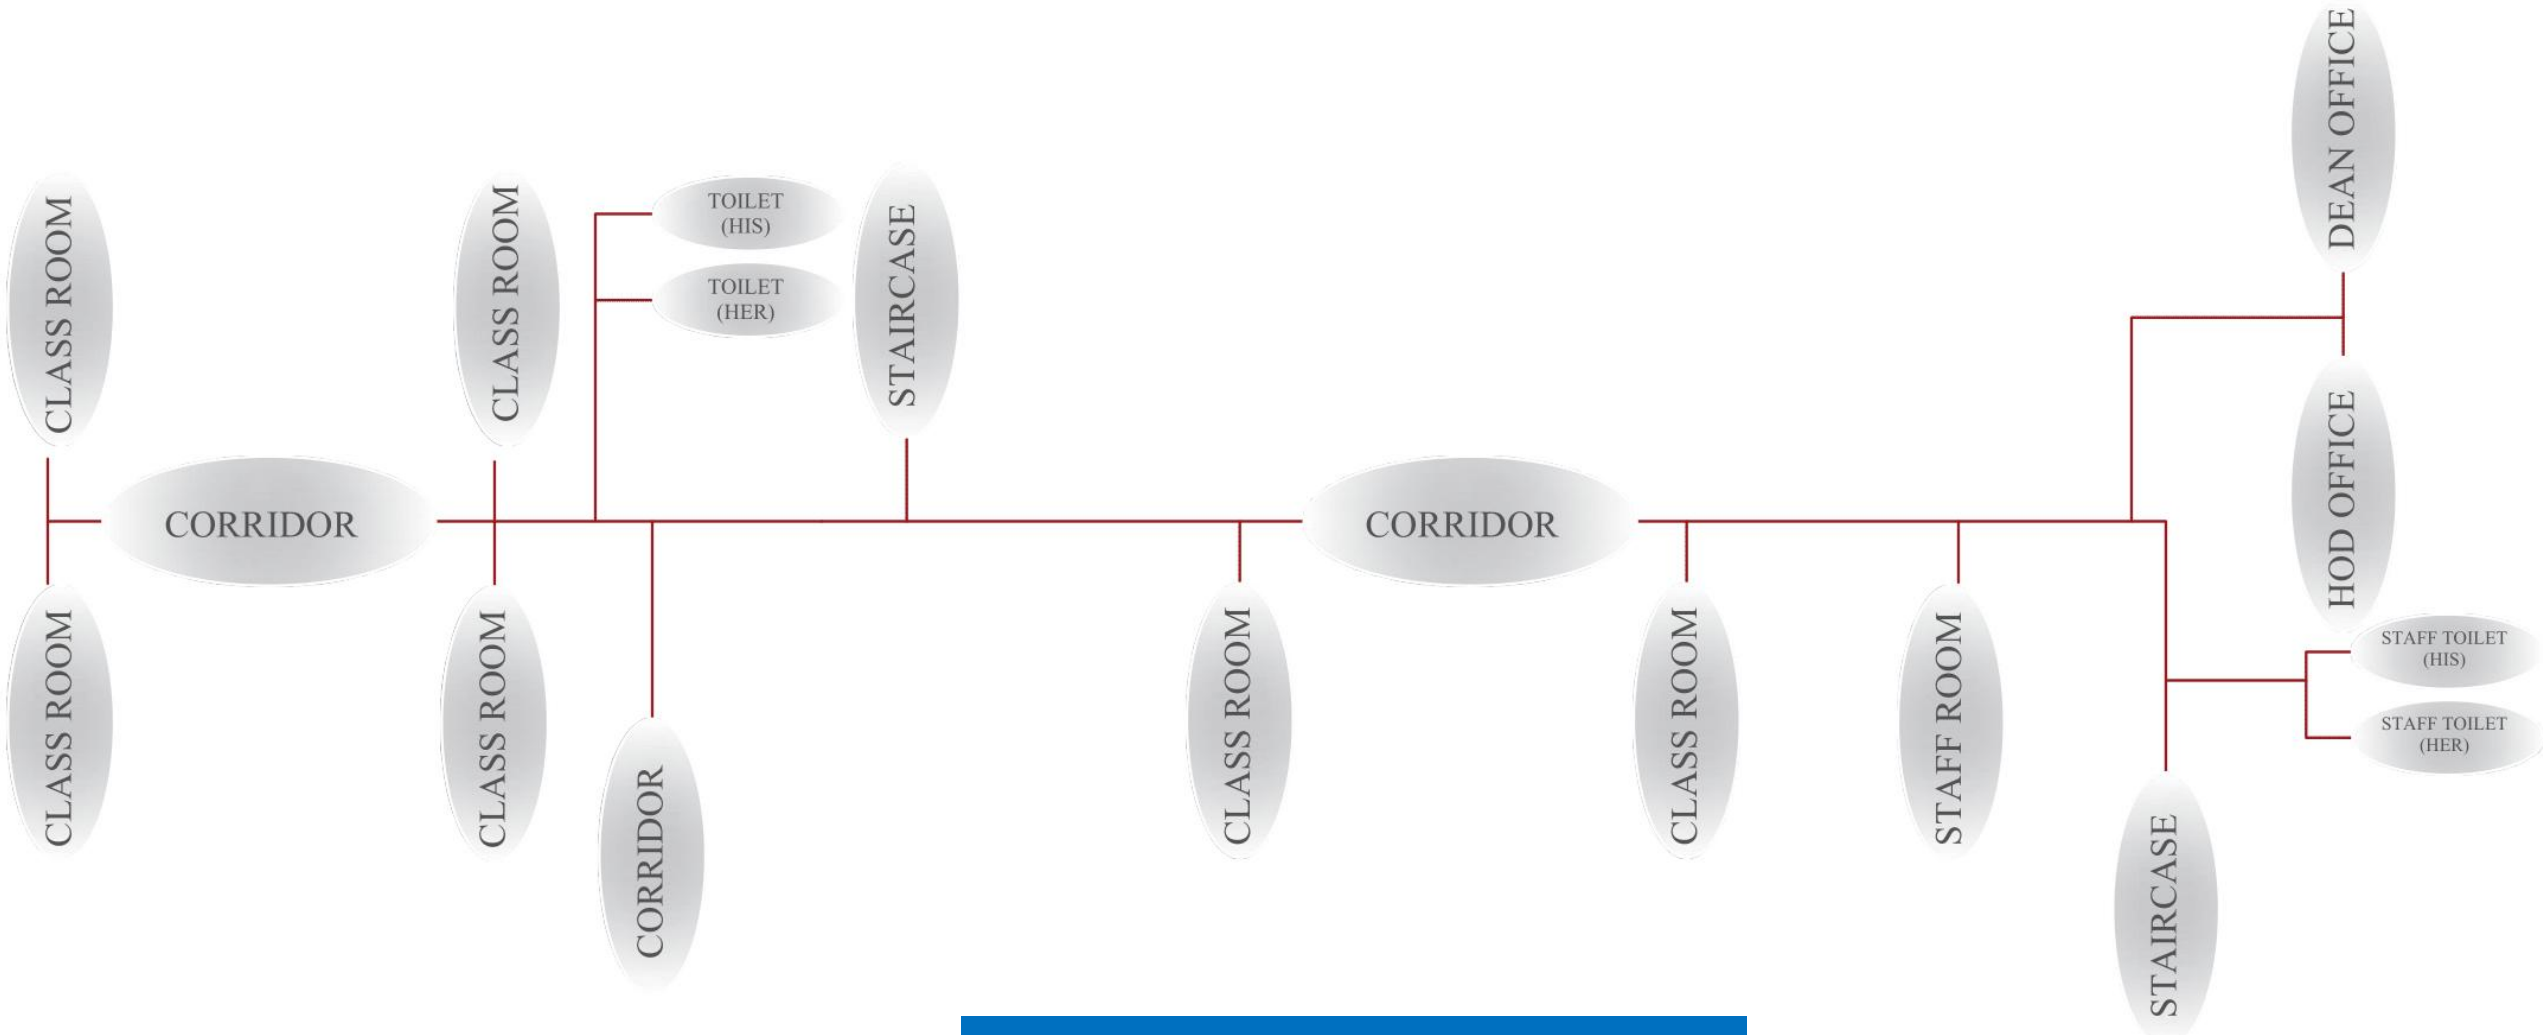 DEAN OFFICE
CLASS ROOM
CLASS ROOM
TOILET
(HIS)
TOILET
(HER)
STAIRCASE
CORRIDOR
CORRIDOR
HOD OFFICE
CLASS ROOM
CLASS ROOM
CORRIDOR
CLASS ROOM
CLASS ROOM
STAFF ROOM
STAFF TOILET
(HIS)
STAFF TOILET
(HER)
STAIRCASE